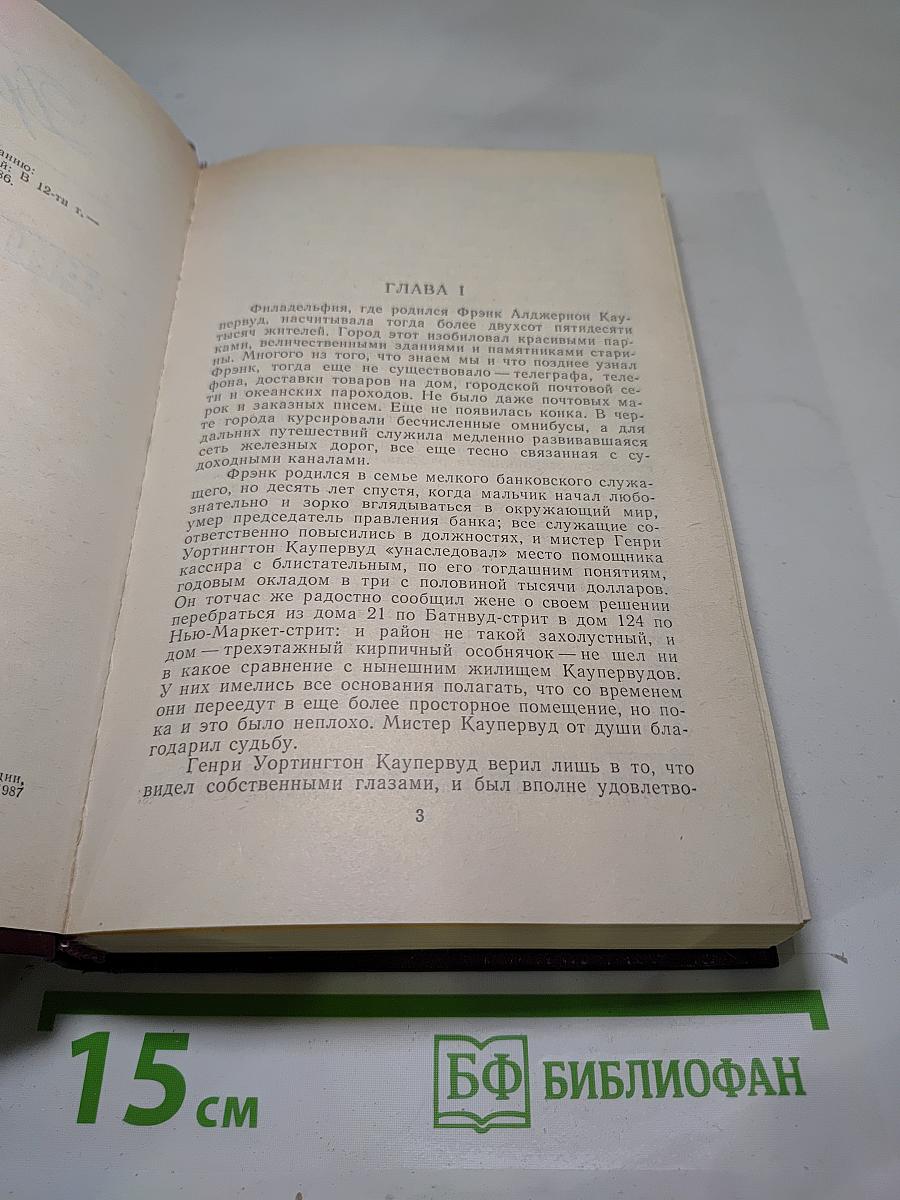 анию:
й: В 12-ти т.—
86.
ции,
1987
ГЛАВА I
Филадельфия, где родился Фрэнк Алджернон Кау-
первуд, насчитывала тогда более двухсот пятидесяти
тысяч жителей. Город этот изобиловал красивыми пар-
ками, величественными зданиями и памятниками стари-
ны. Многого из того, что знаем мы и что позднее узнал
Фрэнк, тогда еще не существовало — телеграфа, теле-
фона, доставки товаров на дом, городской почтовой се-
ти и океанских пароходов. Не было даже почтовых ма-
рок и заказных писем. Еще не появилась конка. В чер-
те города курсировали бесчисленные омнибусы, а для
дальних путешествий служила медленно развивавшаяся
сеть железных дорог, все еще тесно связанная с су-
доходными каналами.
Фрэнк родился в семье мелкого банковского служа-
щего, но десять лет спустя, когда мальчик начал любо-
знательно и зорко вглядываться в окружающий мир,
умер председатель правления банка; все служащие со-
ответственно повысились в должностях, и мистер Генри
Уортингтон Каупервуд «унаследовал» место помощника
кассира с блистательным, по его тогдашним понятиям,
годовым окладом в три с половиной тысячи долларов.
Он тотчас же радостно сообщил жене о своем решении
перебраться из дома 21 по Батнвуд-стрит в дом 124 по
Нью-Маркет-стрит: и район не такой захолустный, и
дом — трехэтажный кирпичный особнячок — не шел ни
в какое сравнение с нынешним жилищем Каупервудов.
У них имелись все основания полагать, что со временем
они переедут в еще более просторное помещение, но по-
ка и это было неплохо. Мистер Каупервуд от души бла-
годарил судьбу.
Генри Уортингтон Каупервуд верил лишь в то, что
видел собственными глазами, и был вполне удовлетво-
3
15 см
БФ БИБЛИОФАН